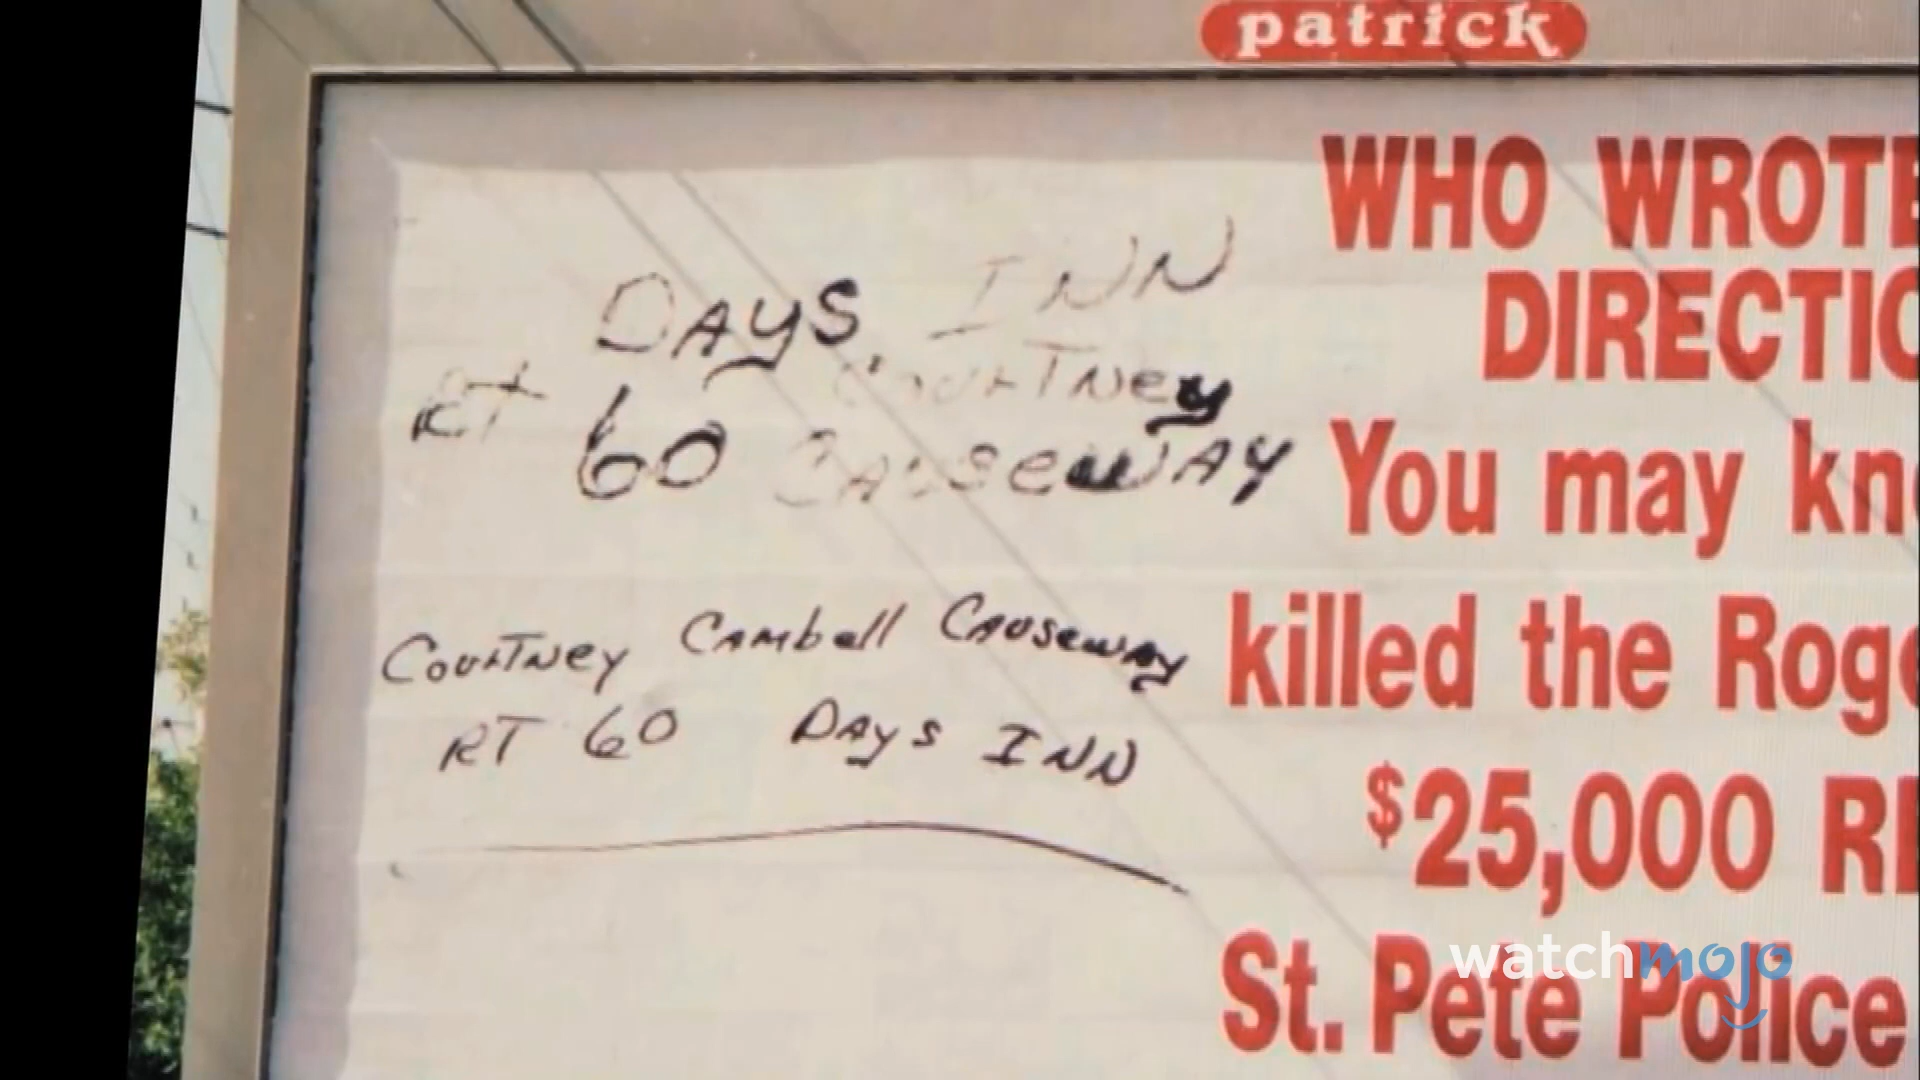 patrick
DAYS INN
RT 60 COURTNey
CAUSeWAY
COURTNey CAMbell CAUSeWAy
RT 60 DAys INN
WHO WROTE
DIRECTIO
You may kn
killed the Rog
$25,000 R
St. Pete Police
watchmojo